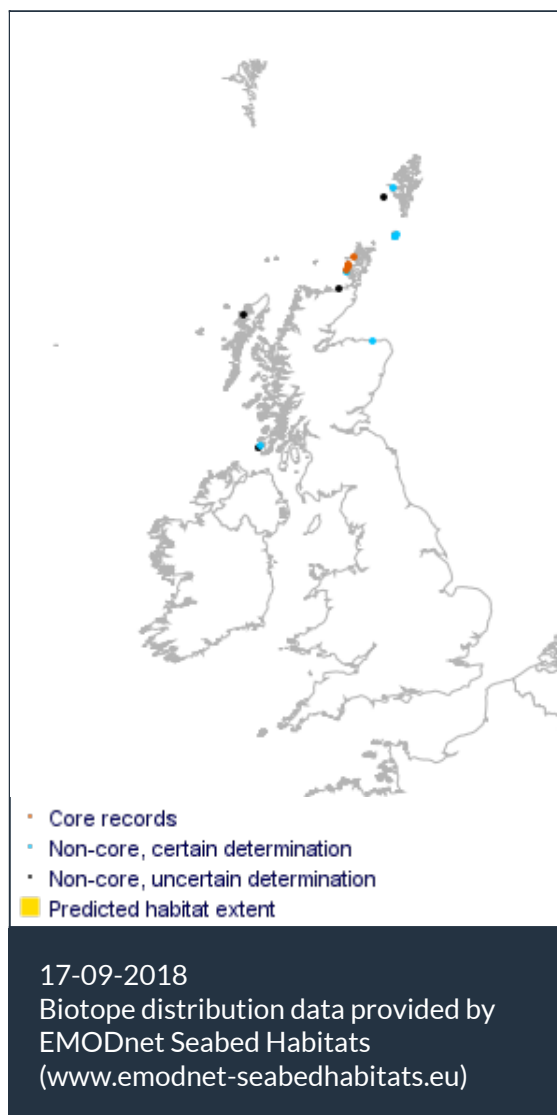 Core records
Non-core, certain determination
Non-core, uncertain determination
Predicted habitat extent
17-09-2018
Biotope distribution data provided by
EMODnet Seabed Habitats
(www.emodnet-seabedhabitats.eu)